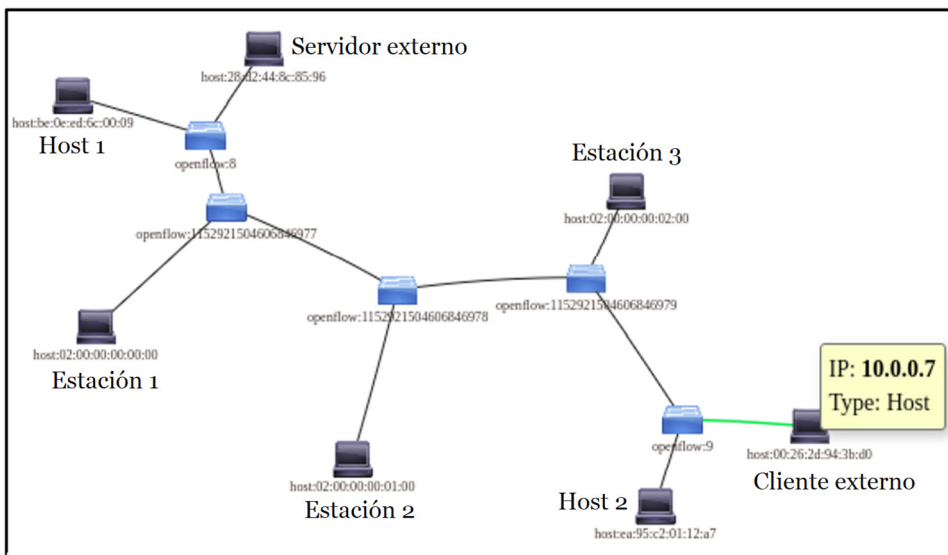 Servidor externo
host:28:d2:44:8c:85:96
host:be:0e:ed:6c:00:09
Host 1
openflow:8
Estación 3
host:02:00:00:00:02:00
openflow:1152921504606846977
openflow:1152921504606846978
openflow:1152921504606846979
host:02:00:00:00:00:00
Estación 1
IP: 10.0.0.7
Type: Host
openflow:9
host:00:26:2d:94:3b:d0
Cliente externo
host:02:00:00:00:01:00
Estación 2
Host 2
host:ea:95:c2:01:12:a7